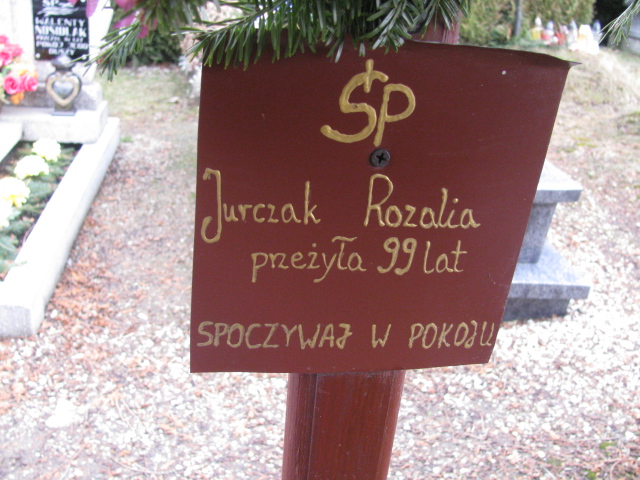 ŚP
Jurczak Rozalia
przeżyła 99 lat
SPOCZYWAJ W POKOJU